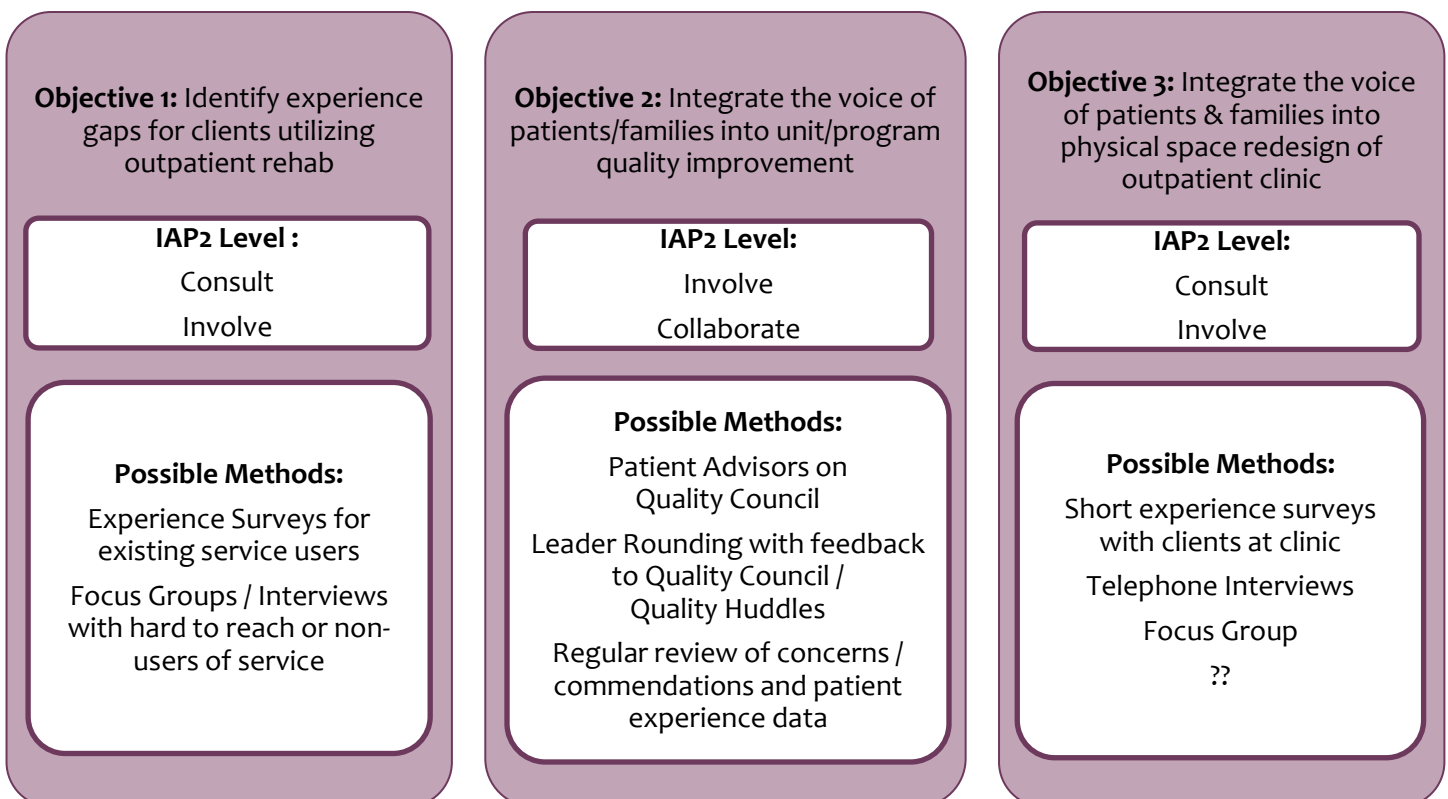 Objective 1: Identify experience
gaps for clients utilizing
outpatient rehab
IAP2 Level :
Consult
Involve
Possible Methods:
Experience Surveys for
existing service users
Focus Groups / Interviews
with hard to reach or non-
users of service
Objective 2: Integrate the voice of
patients/families into unit/program
quality improvement
IAP2 Level:
Involve
Collaborate
Possible Methods:
Patient Advisors on
Quality Council
Leader Rounding with feedback
to Quality Council /
Quality Huddles
Regular review of concerns /
commendations and patient
experience data
Objective 3: Integrate the voice
of patients & families into
physical space redesign of
outpatient clinic
IAP2 Level:
Consult
Involve
Possible Methods:
Short experience surveys
with clients at clinic
Telephone Interviews
Focus Group
??